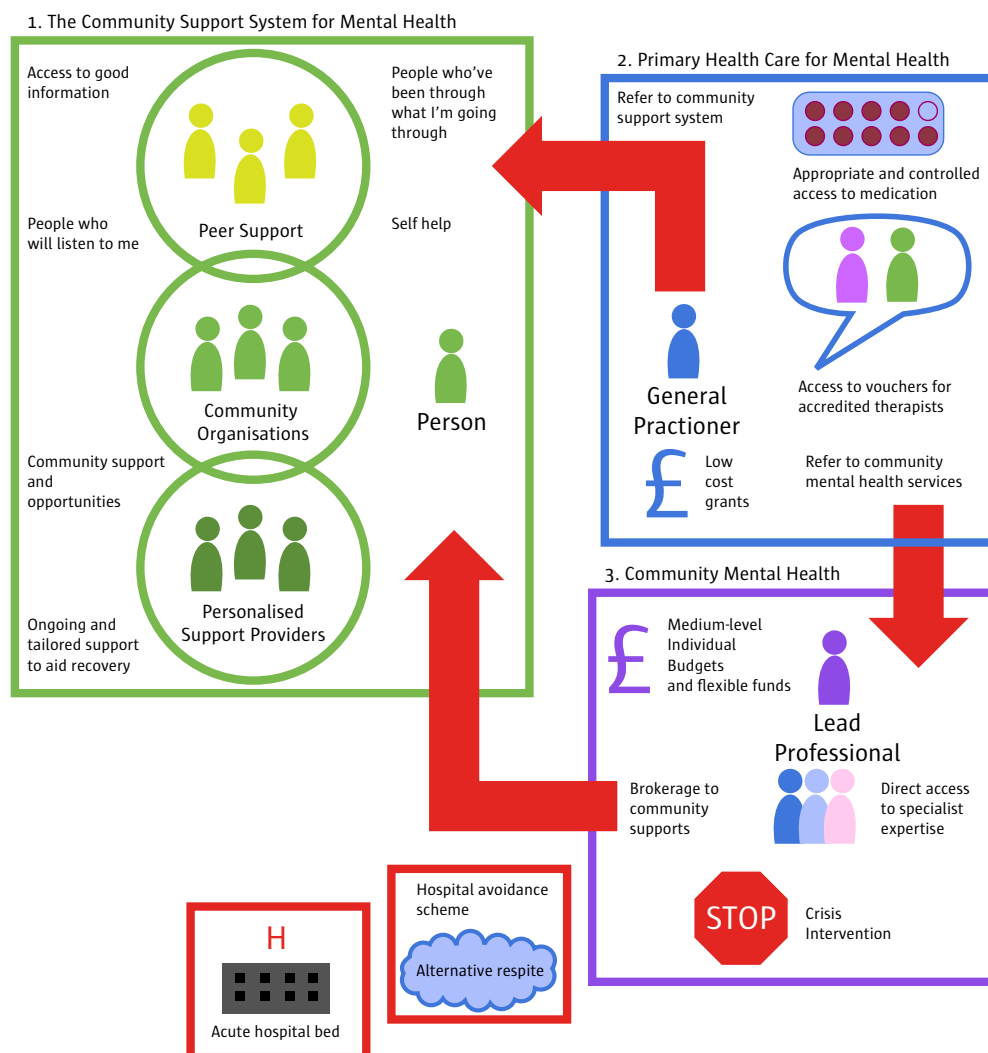 1. The Community Support System for Mental Health
Access to good
information
People who've
been through
what I'm going
through
People who
will listen to me
Peer Support
Self help
Community
Organisations
Person
Community support
and
opportunities
Personalised
Support Providers
Ongoing and
tailored support
to aid recovery
2. Primary Health Care for Mental Health
Refer to community
support system
Appropriate and controlled
access to medication
General
Practioner
Access to vouchers for
accredited therapists
£
Low
cost
grants
Refer to community
mental health services
3. Community Mental Health
£
Medium-level
Individual
Budgets
and flexible funds
Lead
Professional
Brokerage to
community
supports
Direct access
to specialist
expertise
STOP
Crisis
Intervention
Hospital avoidance
scheme
Alternative respite
H
Acute hospital bed